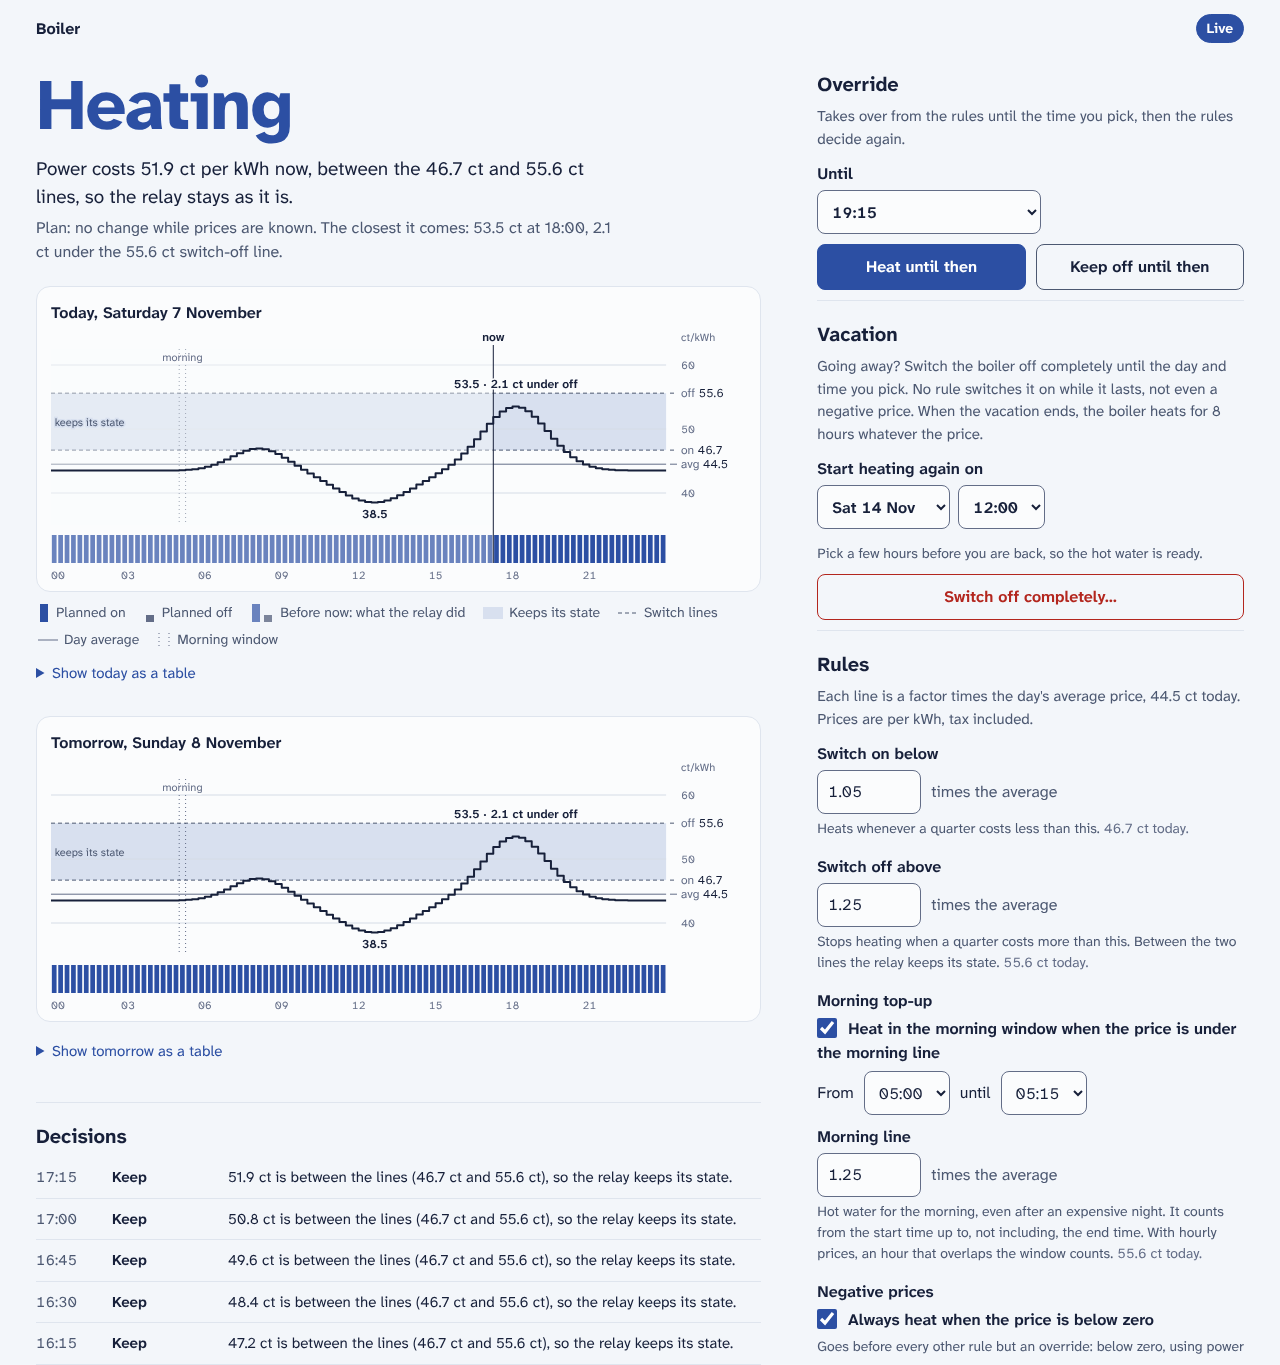 Boiler
Live
Heating
Power costs 51.9 ct per kWh now, between the 46.7 ct and 55.6 ct
lines, so the relay stays as it is.
Plan: no change while prices are known. The closest it comes: 53.5 ct at 18:00, 2.1
ct under the 55.6 ct switch-off line.
Today, Saturday 7 November
now
ct/kWh
morning
60
53.5 · 2.1 ct under off
off 55.6
keeps its state
50
on 46.7
avg 44.5
40
38.5
00 03 06 09 12 15 18 21
Planned on
Planned off
Before now: what the relay did
Keeps its state
Switch lines
Day average
Morning window
Show today as a table
Tomorrow, Sunday 8 November
ct/kWh
morning
60
53.5 · 2.1 ct under off
off 55.6
keeps its state
50
on 46.7
avg 44.5
40
38.5
00 03 06 09 12 15 18 21
Show tomorrow as a table
Decisions
17:15 Keep 51.9 ct is between the lines (46.7 ct and 55.6 ct), so the relay keeps its state.
17:00 Keep 50.8 ct is between the lines (46.7 ct and 55.6 ct), so the relay keeps its state.
16:45 Keep 49.6 ct is between the lines (46.7 ct and 55.6 ct), so the relay keeps its state.
16:30 Keep 48.4 ct is between the lines (46.7 ct and 55.6 ct), so the relay keeps its state.
16:15 Keep 47.2 ct is between the lines (46.7 ct and 55.6 ct), so the relay keeps its state.
Override
Takes over from the rules until the time you pick, then the rules
decide again.
Until
19:15
Heat until then
Keep off until then
Vacation
Going away? Switch the boiler off completely until the day and
time you pick. No rule switches it on while it lasts, not even a
negative price. When the vacation ends, the boiler heats for 8
hours whatever the price.
Start heating again on
Sat 14 Nov 12:00
Pick a few hours before you are back, so the hot water is ready.
Switch off completely...
Rules
Each line is a factor times the day's average price, 44.5 ct today.
Prices are per kWh, tax included.
Switch on below
1.05 times the average
Heats whenever a quarter costs less than this. 46.7 ct today.
Switch off above
1.25 times the average
Stops heating when a quarter costs more than this. Between the two
lines the relay keeps its state. 55.6 ct today.
Morning top-up
Heat in the morning window when the price is under
the morning line
From 05:00 until 05:15
Morning line
1.25 times the average
Hot water for the morning, even after an expensive night. It counts
from the start time up to, not including, the end time. With hourly
prices, an hour that overlaps the window counts. 55.6 ct today.
Negative prices
Always heat when the price is below zero
Goes before every other rule but an override: below zero, using power